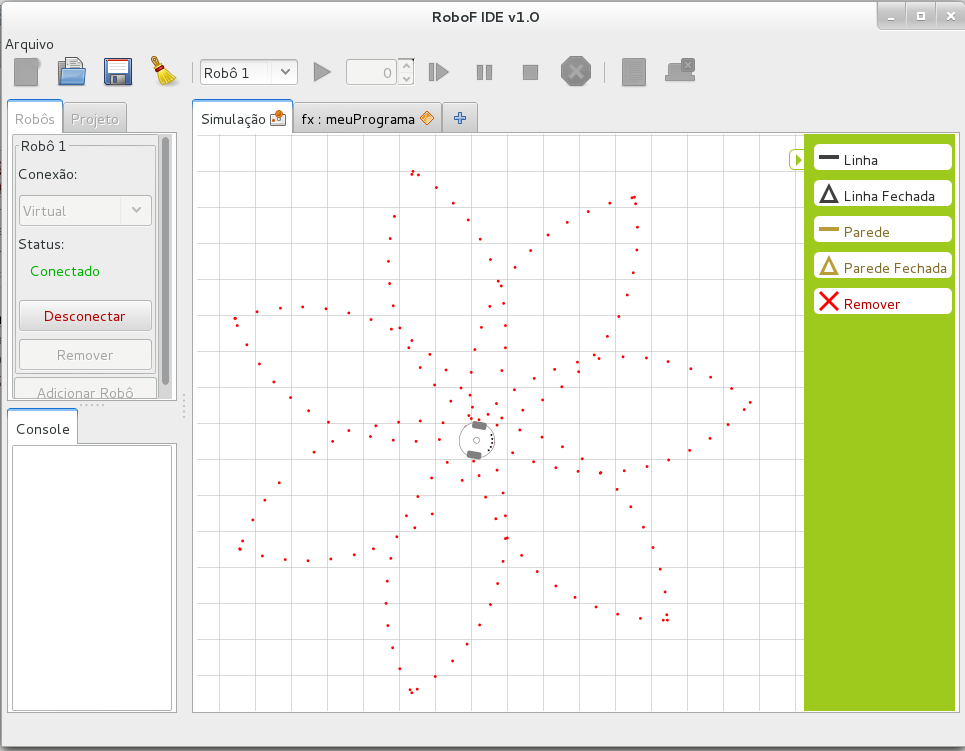 RoboF IDE v1.0
Arquivo
Robô 1
0
Robôs
Projeto
Simulação
fx : meuPrograma
Robô 1
Conexão:
Virtual
Status:
Conectado
Desconectar
Remover
Adicionar Robô
Console
Linha
Linha Fechada
Parede
Parede Fechada
Remover